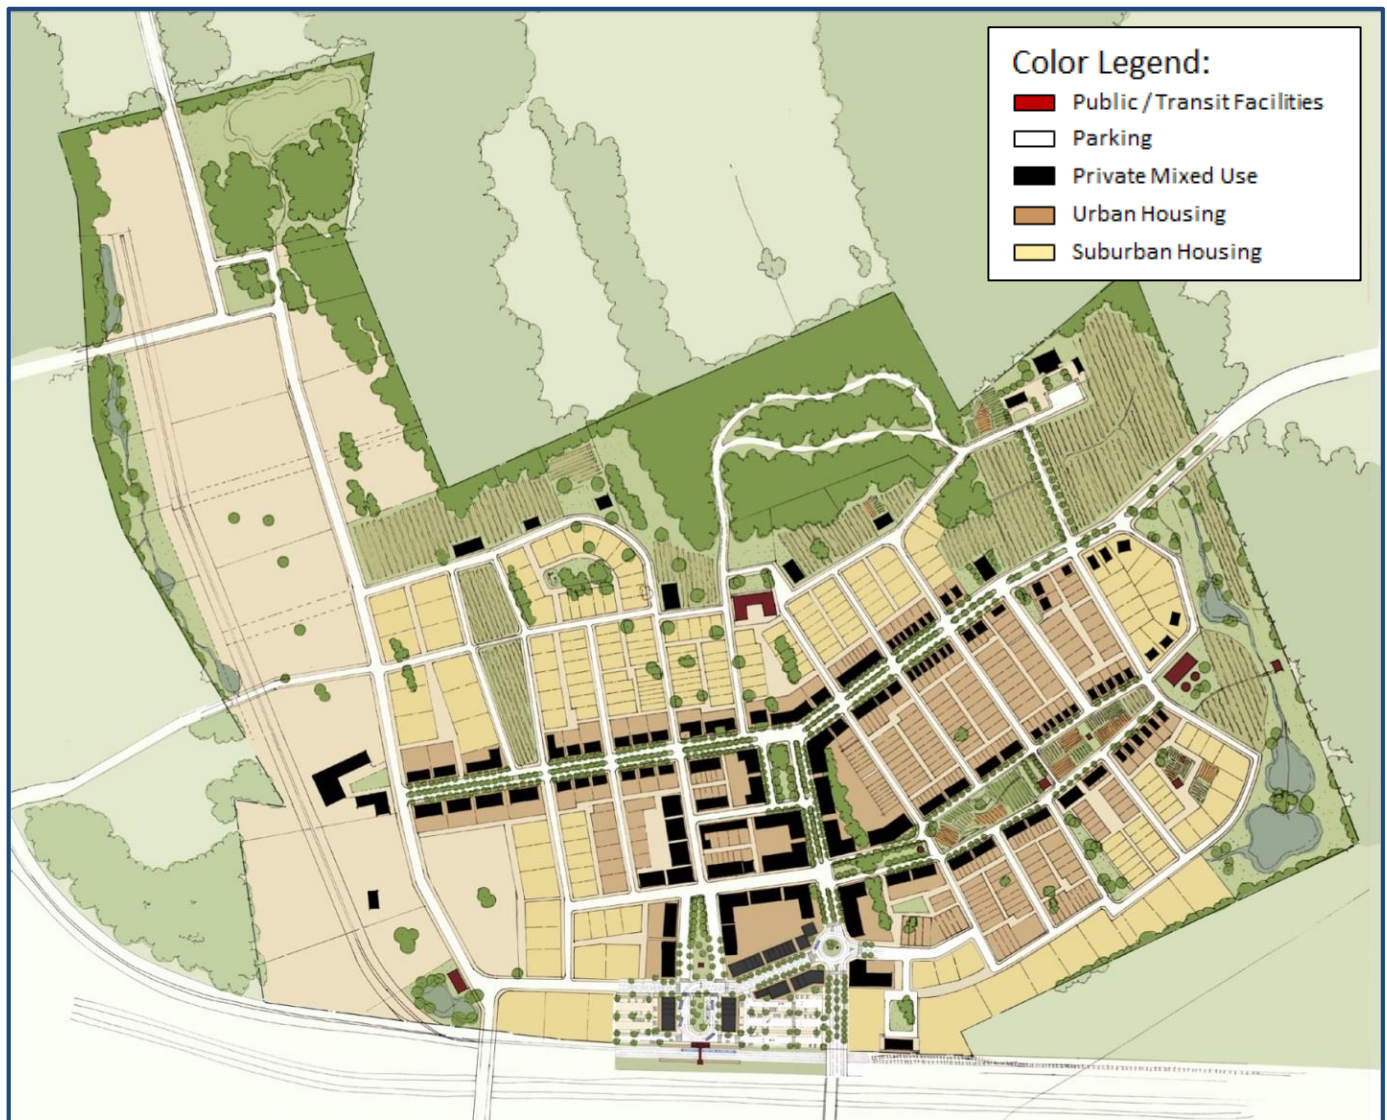 Color Legend:
Public / Transit Facilities
Parking
Private Mixed Use
Urban Housing
Suburban Housing